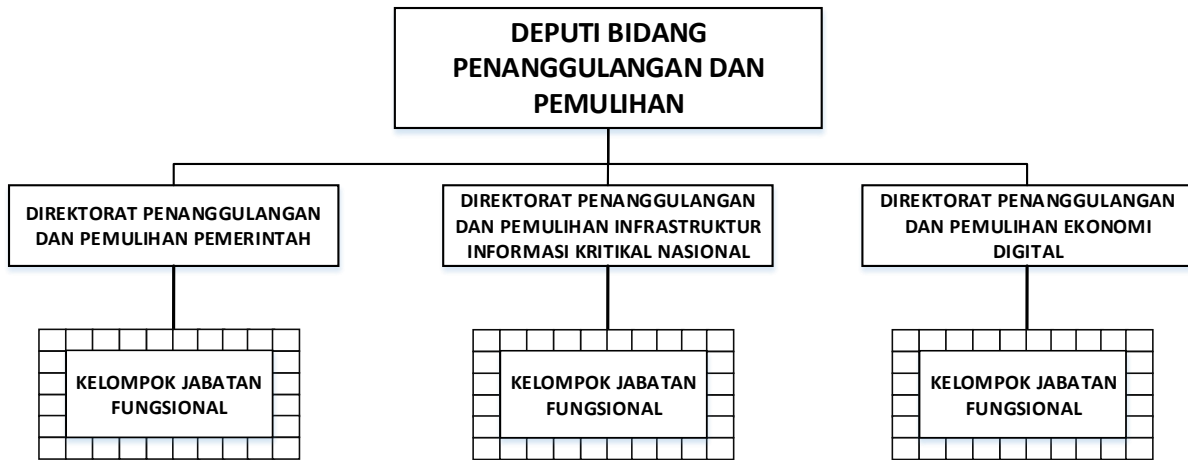 DEPUTI BIDANG
PENANGGULANGAN DAN
PEMULIHAN
DIREKTORAT PENANGGULANGAN
DAN PEMULIHAN PEMERINTAH
DIREKTORAT PENANGGULANGAN
DAN PEMULIHAN INFRASTRUKTUR
INFORMASI KRITIKAL NASIONAL
DIREKTORAT PENANGGULANGAN
DAN PEMULIHAN EKONOMI
DIGITAL
KELOMPOK JABATAN
FUNGSIONAL
KELOMPOK JABATAN
FUNGSIONAL
KELOMPOK JABATAN
FUNGSIONAL